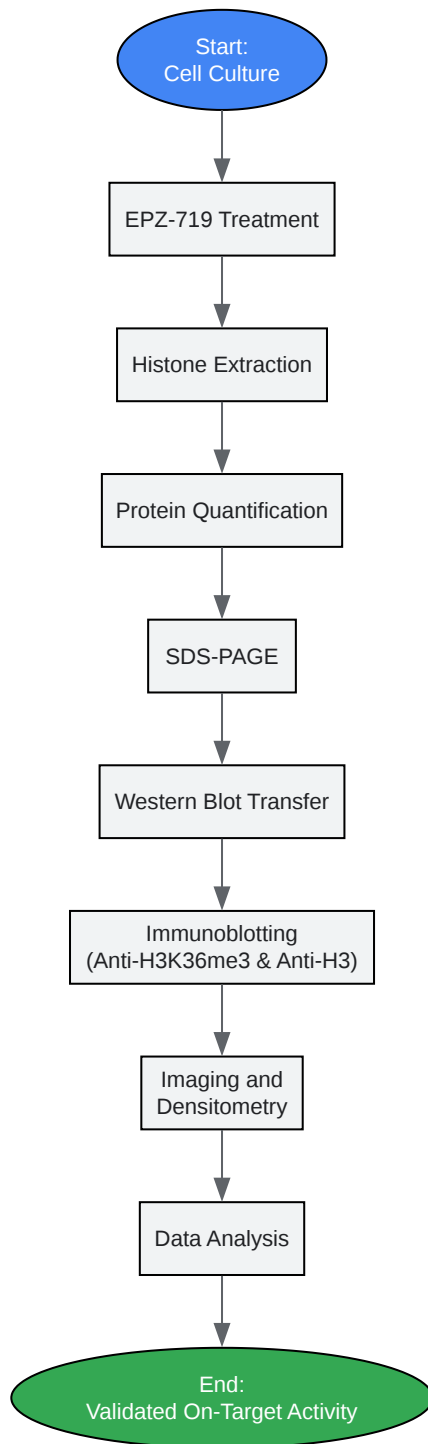 Start:
Cell Culture
EPZ-719 Treatment
Histone Extraction
Protein Quantification
SDS-PAGE
Western Blot Transfer
Immunoblotting
(Anti-H3K36me3 & Anti-H3)
Imaging and
Densitometry
Data Analysis
End:
Validated On-Target Activity